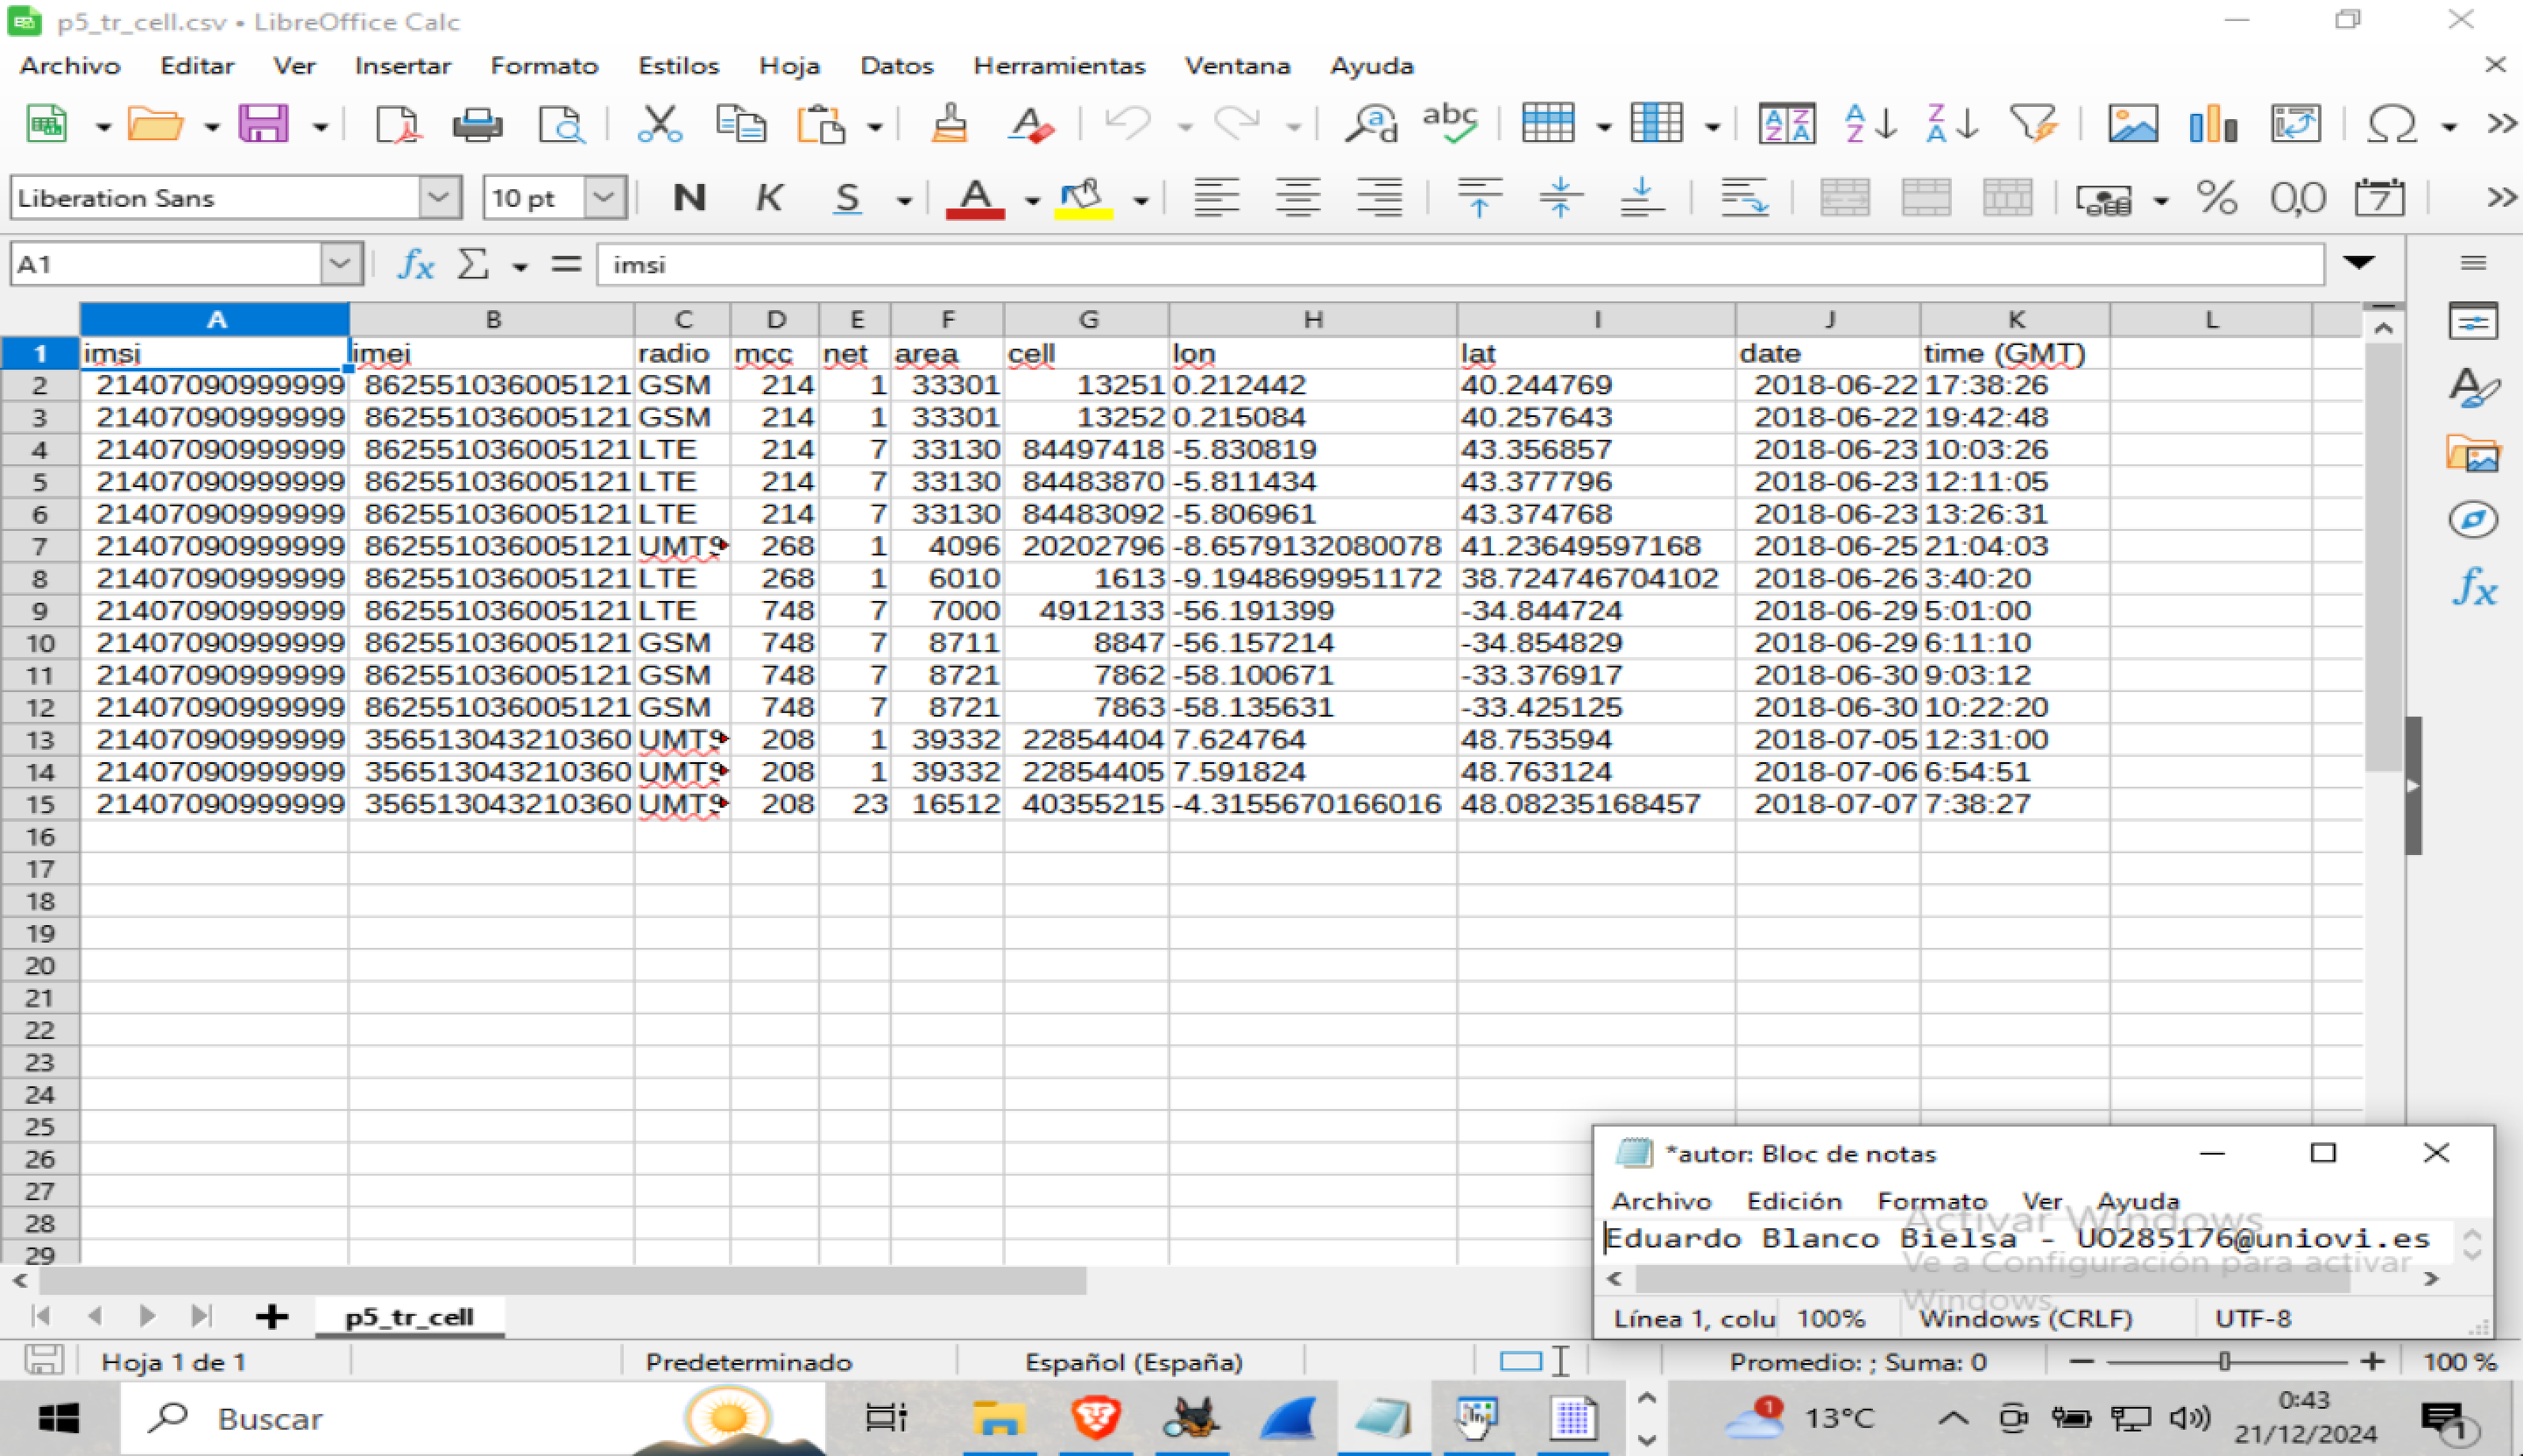 p5_tr_cell.csv • LibreOffice Calc
Archivo Editar Ver Insertar Formato Estilos Hoja Datos Herramientas Ventana Ayuda
Liberation Sans 10 pt N K S A % 0,0 7
A1 fx Σ = imsi
A B C D E F G H I J K L
1 imsi imei radio mcc net area cell lon lat date time (GMT)
2 21407090999999 862551036005121 GSM 214 1 33301 13251 0.212442 40.244769 2018-06-22 17:38:26
3 21407090999999 862551036005121 GSM 214 1 33301 13252 0.215084 40.257643 2018-06-22 19:42:48
4 21407090999999 862551036005121 LTE 214 7 33130 84497418 -5.830819 43.356857 2018-06-23 10:03:26
5 21407090999999 862551036005121 LTE 214 7 33130 84483870 -5.811434 43.377796 2018-06-23 12:11:05
6 21407090999999 862551036005121 LTE 214 7 33130 84483092 -5.806961 43.374768 2018-06-23 13:26:31
7 21407090999999 862551036005121 UMTS 268 1 4096 20202796 -8.6579132080078 41.23649597168 2018-06-25 21:04:03
8 21407090999999 862551036005121 LTE 268 1 6010 1613 -9.1948699951172 38.724746704102 2018-06-26 3:40:20
9 21407090999999 862551036005121 LTE 748 7 7000 4912133 -56.191399 -34.844724 2018-06-29 5:01:00
10 21407090999999 862551036005121 GSM 748 7 8711 8847 -56.157214 -34.854829 2018-06-29 6:11:10
11 21407090999999 862551036005121 GSM 748 7 8721 7862 -58.100671 -33.376917 2018-06-30 9:03:12
12 21407090999999 862551036005121 GSM 748 7 8721 7863 -58.135631 -33.425125 2018-06-30 10:22:20
13 21407090999999 356513043210360 UMTS 208 1 39332 22854404 7.624764 48.753594 2018-07-05 12:31:00
14 21407090999999 356513043210360 UMTS 208 1 39332 22854405 7.591824 48.763124 2018-07-06 6:54:51
15 21407090999999 356513043210360 UMTS 208 23 16512 40355215 -4.3155670166016 48.08235168457 2018-07-07 7:38:27
16
17
18
19
20
21
22
23
24
25
26
27
28
29
*autor: Bloc de notas
Archivo Edición Formato Ver Ayuda
Activar Windows
Eduardo Blanco Bielsa - UO285176@uniovi.es
Ve a Configuración para activar
Windows.
Línea 1, colu 100% Windows (CRLF) UTF-8
p5_tr_cell
Hoja 1 de 1 Predeterminado Español (España) Promedio: ; Suma: 0 100 %
Buscar 1 13°C 0:43
21/12/2024 1